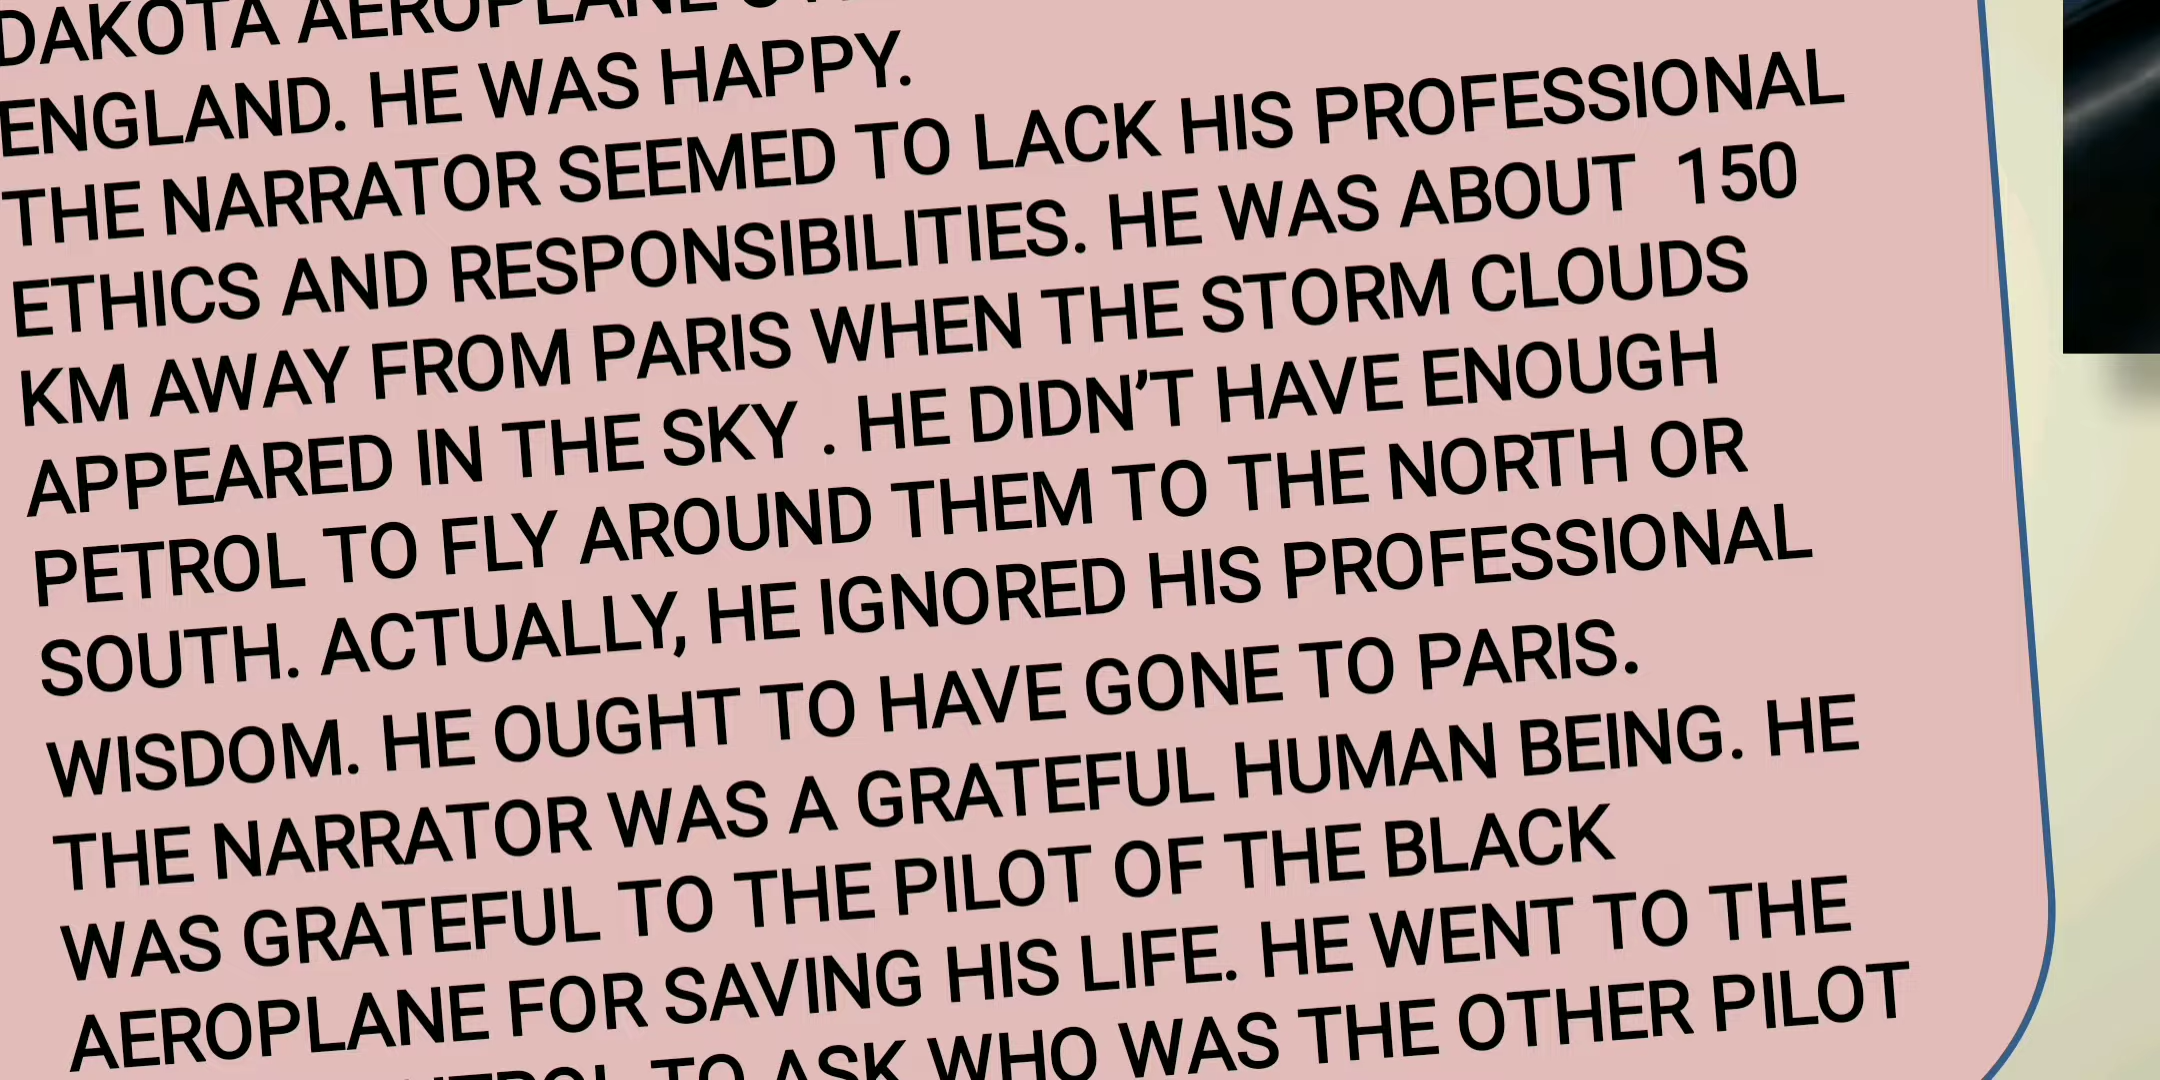 DAKOTA AEROPLANE
ENGLAND. HE WAS HAPPY.
THE NARRATOR SEEMED TO LACK HIS PROFESSIONAL
ETHICS AND RESPONSIBILITIES. HE WAS ABOUT 150
KM AWAY FROM PARIS WHEN THE STORM CLOUDS
APPEARED IN THE SKY . HE DIDN'T HAVE ENOUGH
PETROL TO FLY AROUND THEM TO THE NORTH OR
SOUTH. ACTUALLY, HE IGNORED HIS PROFESSIONAL
WISDOM. HE OUGHT TO HAVE GONE TO PARIS.
THE NARRATOR WAS A GRATEFUL HUMAN BEING. HE
WAS GRATEFUL TO THE PILOT OF THE BLACK
AEROPLANE FOR SAVING HIS LIFE. HE WENT TO THE
TO ASK WHO WAS THE OTHER PILOT